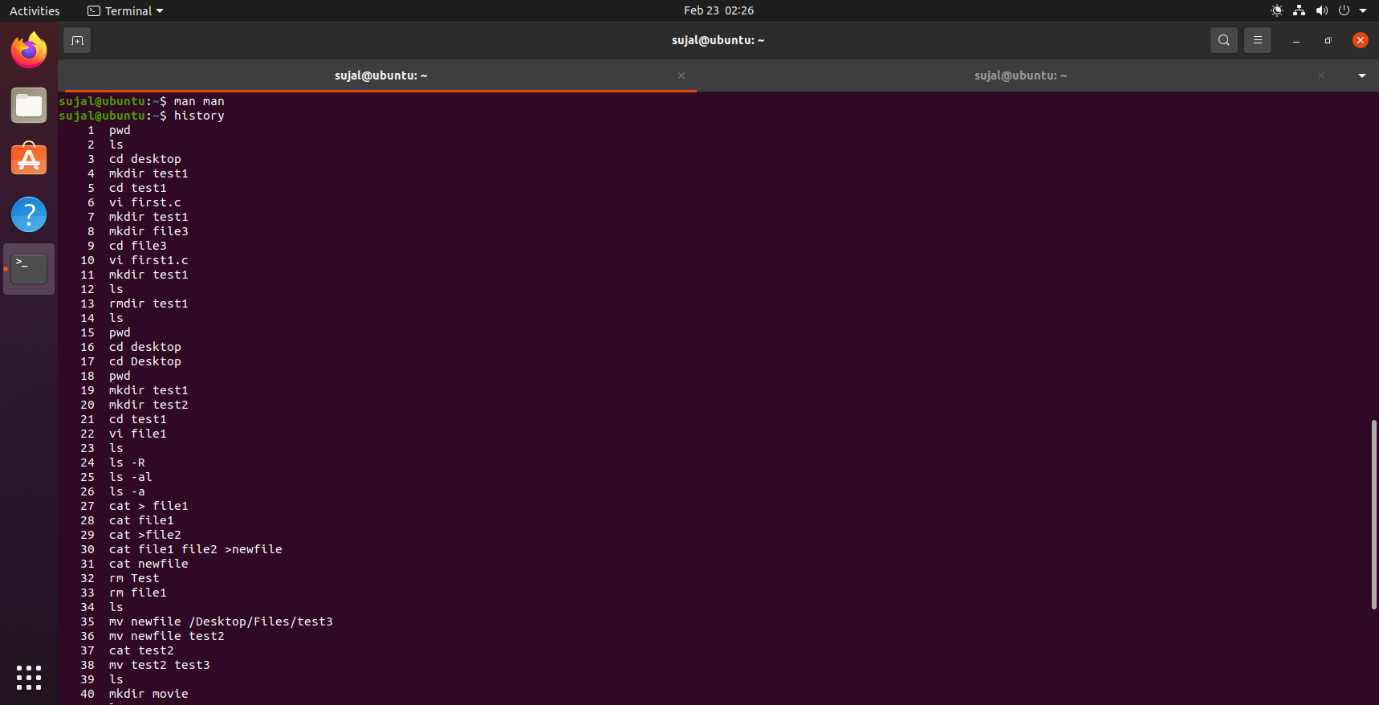 Activities Terminal Feb 23 02:26
sujal@ubuntu: ~
sujal@ubuntu: ~ sujal@ubuntu: ~
sujal@ubuntu:~$ man man
sujal@ubuntu:~$ history
1 pwd
2 ls
3 cd desktop
4 mkdir test1
5 cd test1
6 vi first.c
7 mkdir test1
8 mkdir file3
9 cd file3
10 vi first1.c
11 mkdir test1
12 ls
13 rmdir test1
14 ls
15 pwd
16 cd desktop
17 cd Desktop
18 pwd
19 mkdir test1
20 mkdir test2
21 cd test1
22 vi file1
23 ls
24 ls -R
25 ls -al
26 ls -a
27 cat > file1
28 cat file1
29 cat >file2
30 cat file1 file2 >newfile
31 cat newfile
32 rm Test
33 rm file1
34 ls
35 mv newfile /Desktop/Files/test3
36 mv newfile test2
37 cat test2
38 mv test2 test3
39 ls
40 mkdir movie